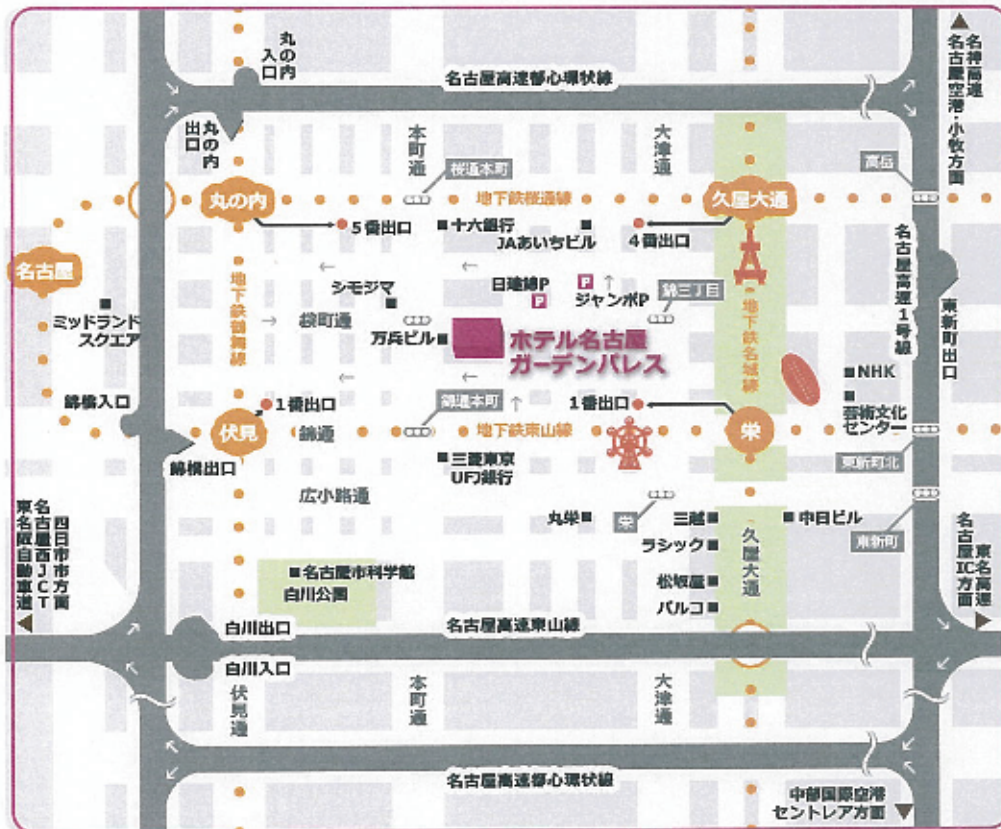 丸の内
入口
名古屋高速都心環状線
名神高速
名古屋空港・小牧方面
丸の内
出口
本町通
大津通
桜通本町
高岳
丸の内
地下鉄桜通線
久屋大通
5番出口
十六銀行
JAあいちビル
4番出口
名古屋高速1号線
名古屋
地下鉄鶴舞線
シモジマ
日建錦P
P
P
ジャンボP
錦三丁目
地下鉄名城線
東新町出口
ミッドランド
スクエア
袋町通
万兵ビル
ホテル名古屋
ガーデンパレス
NHK
芸術文化
センター
錦橋入口
1番出口
錦通本町
1番出口
伏見
錦通
地下鉄東山線
栄
錦橋出口
三菱東京
UFJ銀行
東新町北
広小路通
丸栄
栄
三越
中日ビル
東新町
ラシック
久屋大通
松坂屋
パルコ
四日市市方面
名古屋西JCT
東名阪自動車道
東名高速
名古屋IC方面
名古屋市科学館
白川公園
白川出口
名古屋高速東山線
白川入口
伏見通
本町通
大津通
名古屋高速都心環状線
中部国際空港
セントレア方面